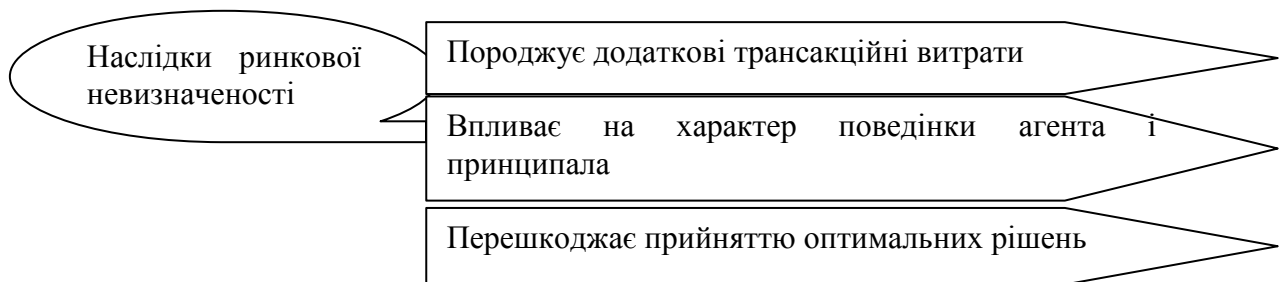 Наслідки ринкової
невизначеності
Породжує додаткові трансакційні витрати
Впливає на характер поведінки агента і
принципала
Перешкоджає прийняттю оптимальних рішень